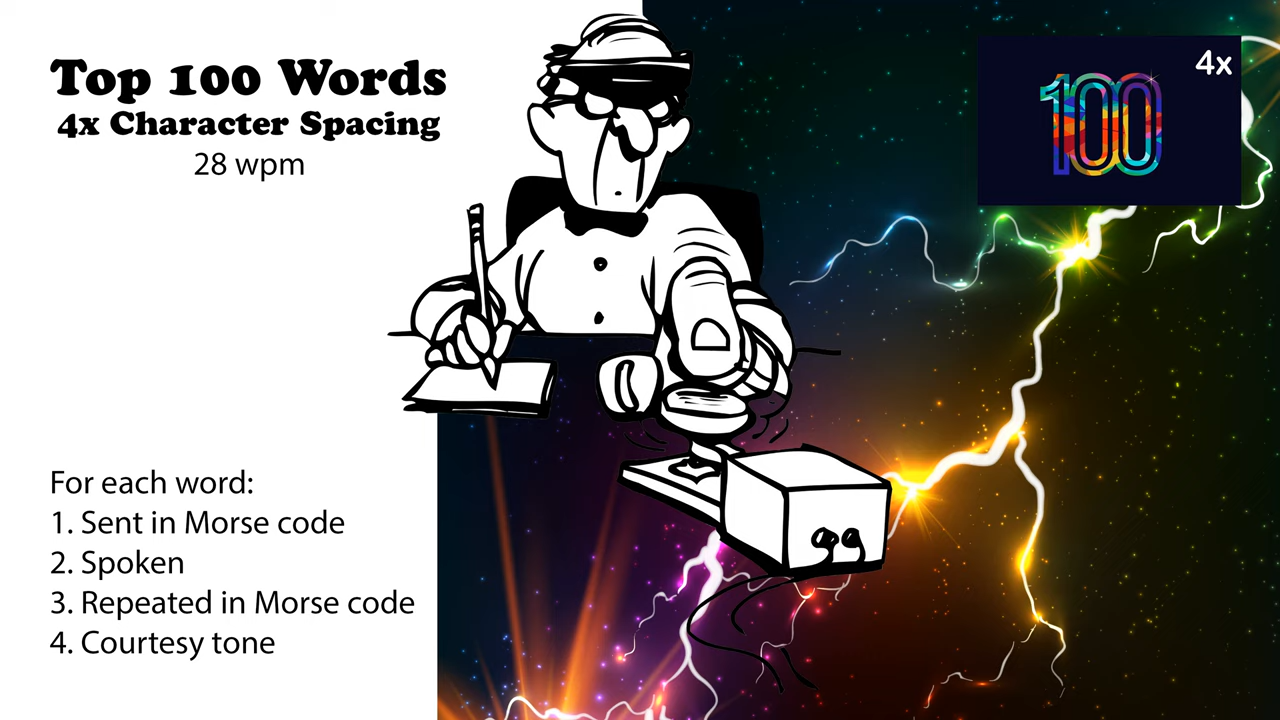 Top 100 Words
4x Character Spacing
28 wpm
4x
100
For each word:
1. Sent in Morse code
2. Spoken
3. Repeated in Morse code
4. Courtesy tone